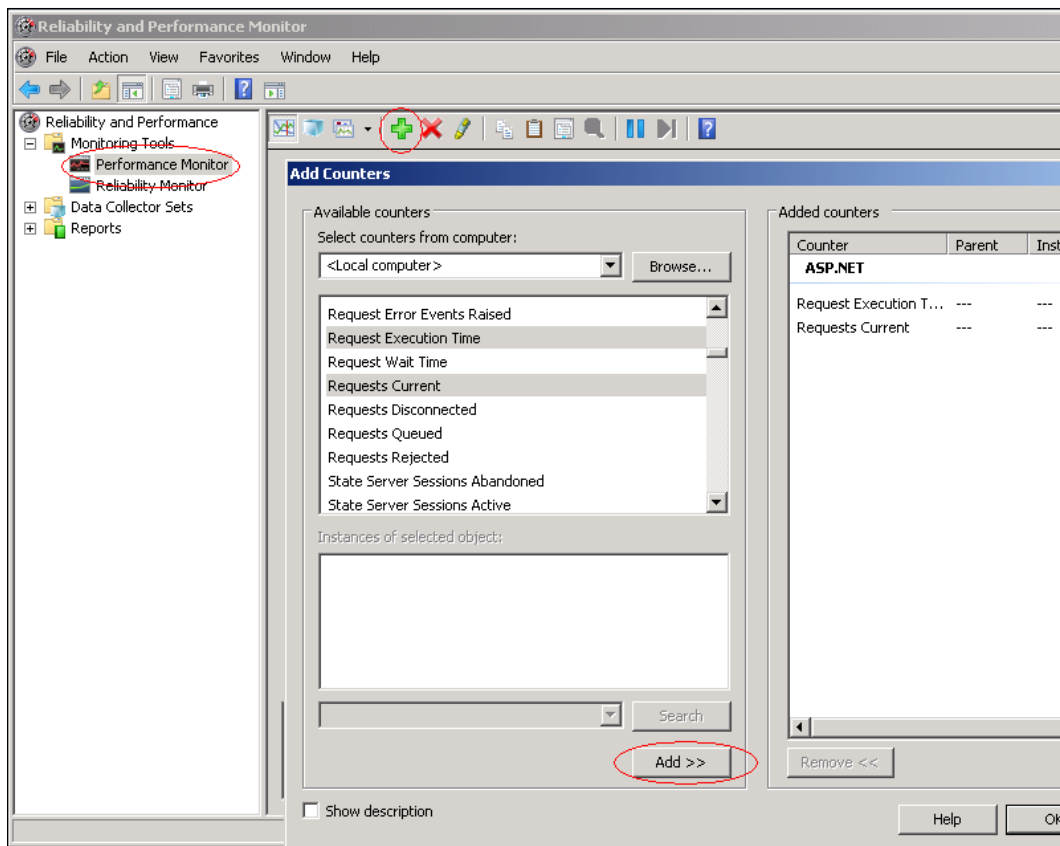 Reliability and Performance Monitor
File Action View Favorites Window Help
Reliability and Performance
Monitoring Tools
Performance Monitor
Reliability Monitor
Data Collector Sets
Reports
Add Counters
Available counters
Select counters from computer:
<Local computer>
Browse...
Request Error Events Raised
Request Execution Time
Request Wait Time
Requests Current
Requests Disconnected
Requests Queued
Requests Rejected
State Server Sessions Abandoned
State Server Sessions Active
Instances of selected object:
Search
Add >>
Show description
Added counters
Counter Parent Inst
ASP.NET
Request Execution T... --- ---
Requests Current --- ---
Remove <<
Help OK